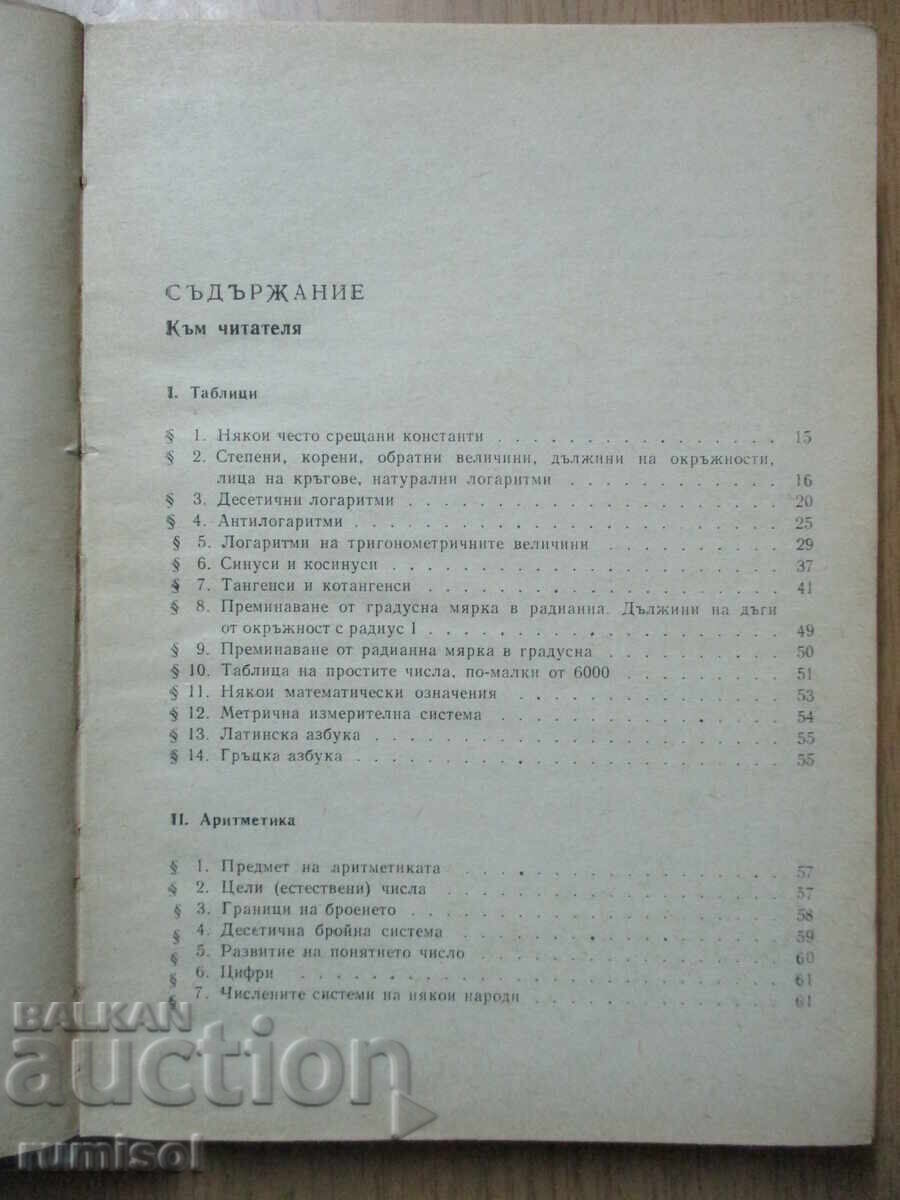 СЪДЪРЖАНИЕ
Към читателя
I. Таблици
§ 1. Някои често срещани константи . . . . . . . . . . . . . . . 15
§ 2. Степени, корени, обратни величини, дължини на окръжности,
лица на кръгове, натурални логаритми . . . . . . . . . . . 16
§ 3. Десетични логаритми . . . . . . . . . . . . . . . . . . . . 20
§ 4. Антилогаритми . . . . . . . . . . . . . . . . . . . . . . . 25
§ 5. Логаритми на тригонометричните величини . . . . . . . . . 29
§ 6. Синуси и косинуси . . . . . . . . . . . . . . . . . . . . . 37
§ 7. Тангенси и котангенси . . . . . . . . . . . . . . . . . . . 41
§ 8. Преминаване от градусна мярка в радианна. Дължини на дъги
от окръжност с радиус 1 . . . . . . . . . . . . . . . . . . 49
§ 9. Преминаване от радианна мярка в градусна . . . . . . . . . 50
§ 10. Таблица на простите числа, по-малки от 6000 . . . . . . . . 51
§ 11. Някои математически означения . . . . . . . . . . . . . . 53
§ 12. Метрична измерителна система . . . . . . . . . . . . . . . 54
§ 13. Латинска азбука . . . . . . . . . . . . . . . . . . . . . . 55
§ 14. Гръцка азбука . . . . . . . . . . . . . . . . . . . . . . . 55
II. Аритметика
§ 1. Предмет на аритметиката . . . . . . . . . . . . . . . . . . 57
§ 2. Цели (естествени) числа . . . . . . . . . . . . . . . . . . 57
§ 3. Граници на броенето . . . . . . . . . . . . . . . . . . . . 58
§ 4. Десетична бройна система . . . . . . . . . . . . . . . . . 59
§ 5. Развитие на понятието число . . . . . . . . . . . . . . . . 60
§ 6. Цифри . . . . . . . . . . . . . . . . . . . . . . . . . . . 61
§ 7. Числените системи на някои народи . . . . . . . . . . . . . 61
BALKAN
auction
rumisol